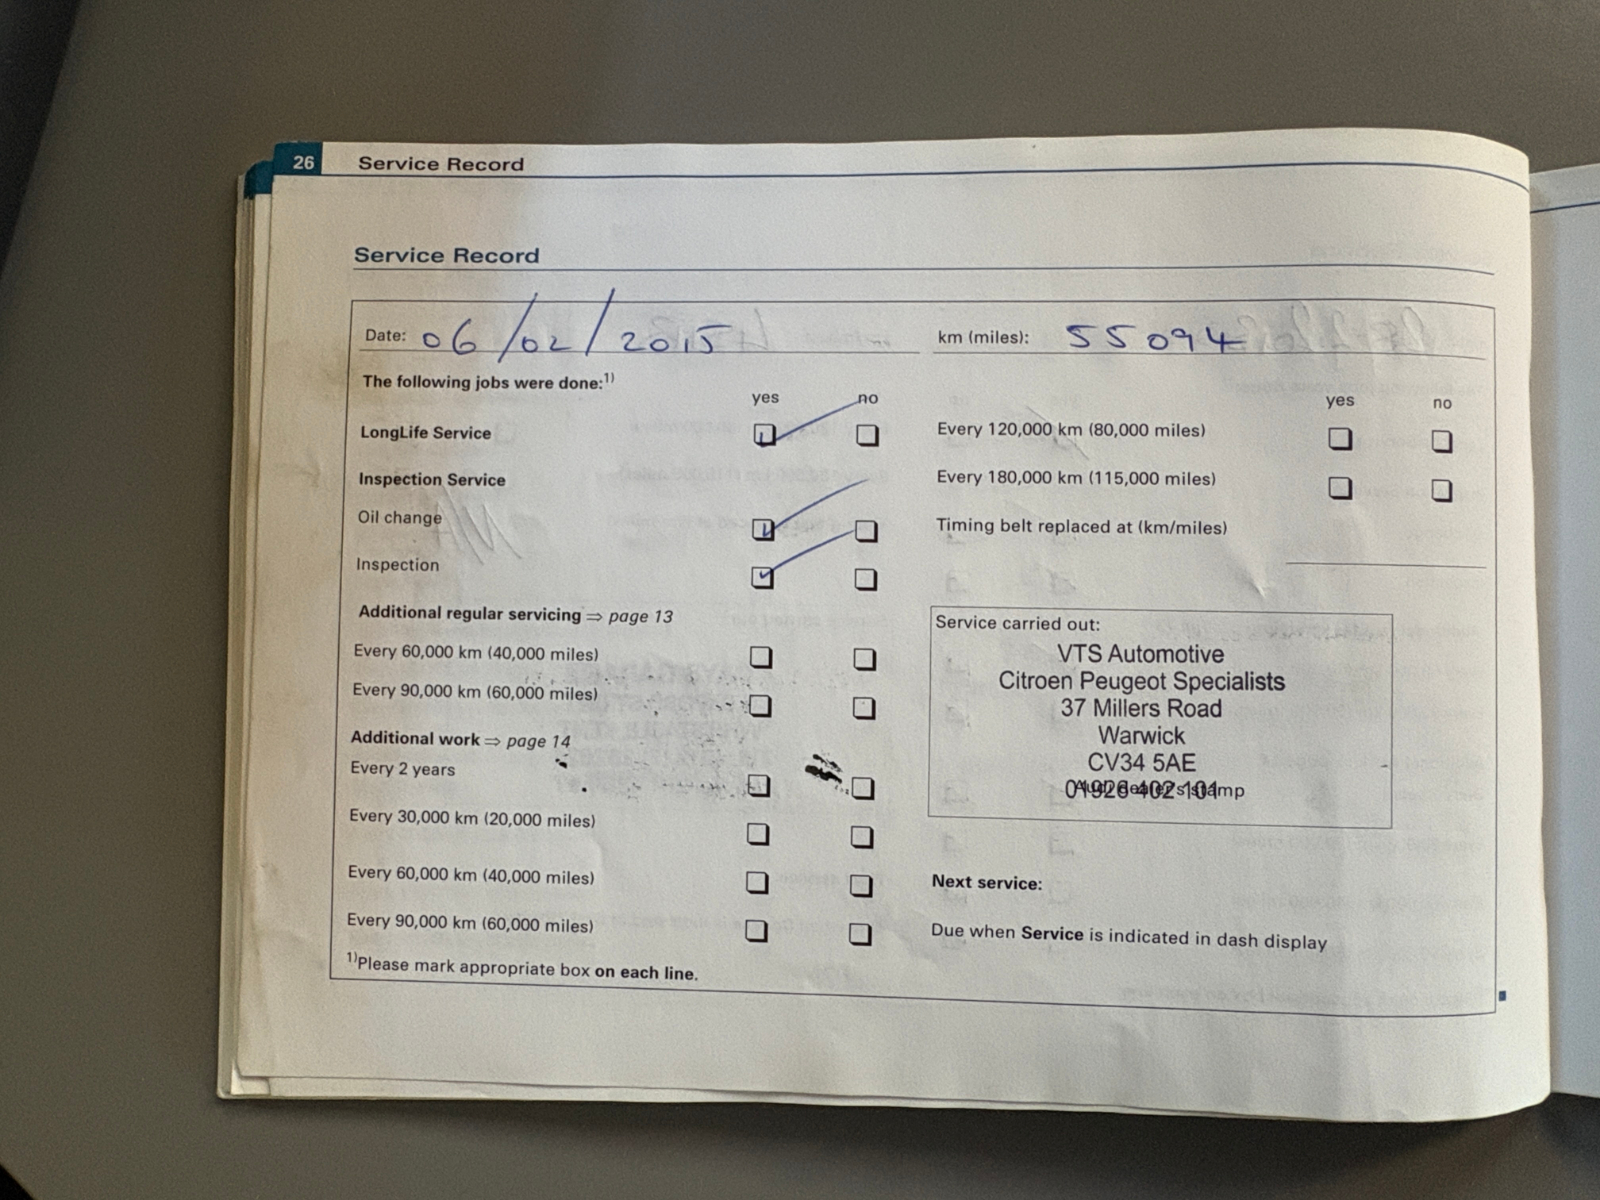 26 Service Record
Service Record
Date: 06/02/2015 km (miles): 55094
The following jobs were done:1)
yes no yes no
LongLife Service Every 120,000 km (80,000 miles)
Inspection Service Every 180,000 km (115,000 miles)
Oil change Timing belt replaced at (km/miles)
Inspection
Additional regular servicing ⇒ page 13
Every 60,000 km (40,000 miles)
Every 90,000 km (60,000 miles)
Additional work ⇒ page 14
Every 2 years
Every 30,000 km (20,000 miles)
Every 60,000 km (40,000 miles)
Every 90,000 km (60,000 miles)
1)Please mark appropriate box on each line.
Service carried out:
VTS Automotive
Citroen Peugeot Specialists
37 Millers Road
Warwick
CV34 5AE
01926 402 101
Next service:
Due when Service is indicated in dash display